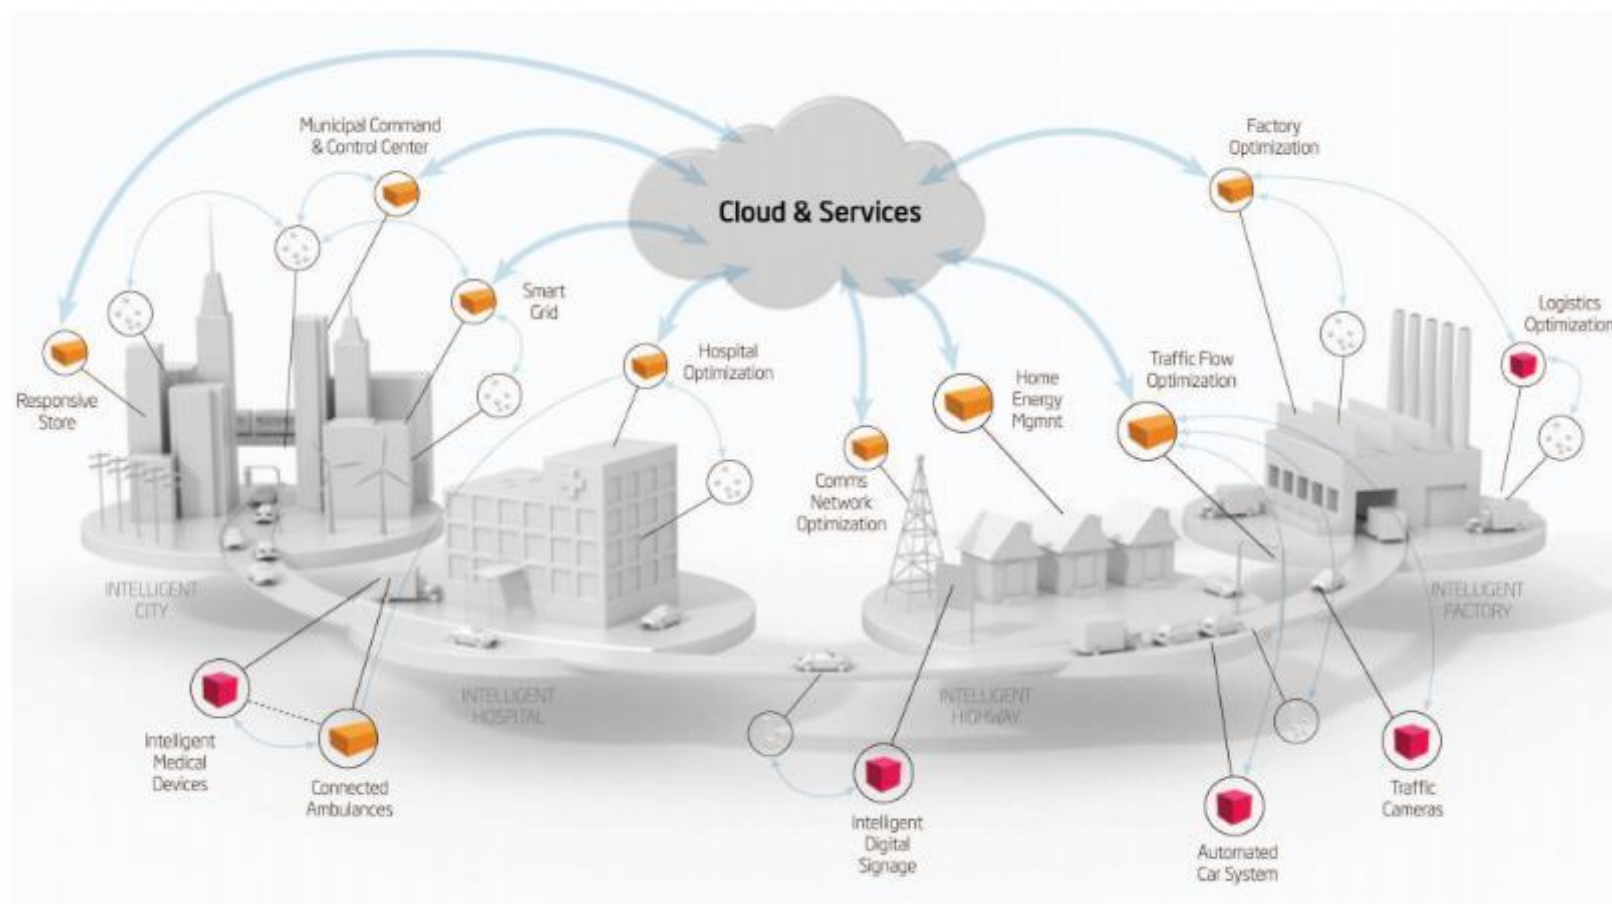 Municipal Command
& Control Center
Cloud & Services
Factory
Optimization
Smart
Grid
Logistics
Optimization
Responsive
Store
Hospital
Optimization
Traffic Flow
Optimization
Home
Energy
Mgmnt
Comms
Network
Optimization
INTELLIGENT
CITY
INTELLIGENT
FACTORY
INTELLIGENT
HOSPITAL
INTELLIGENT
HIGHWAY
Intelligent
Medical
Devices
Connected
Ambulances
Intelligent
Digital
Signage
Automated
Car System
Traffic
Cameras